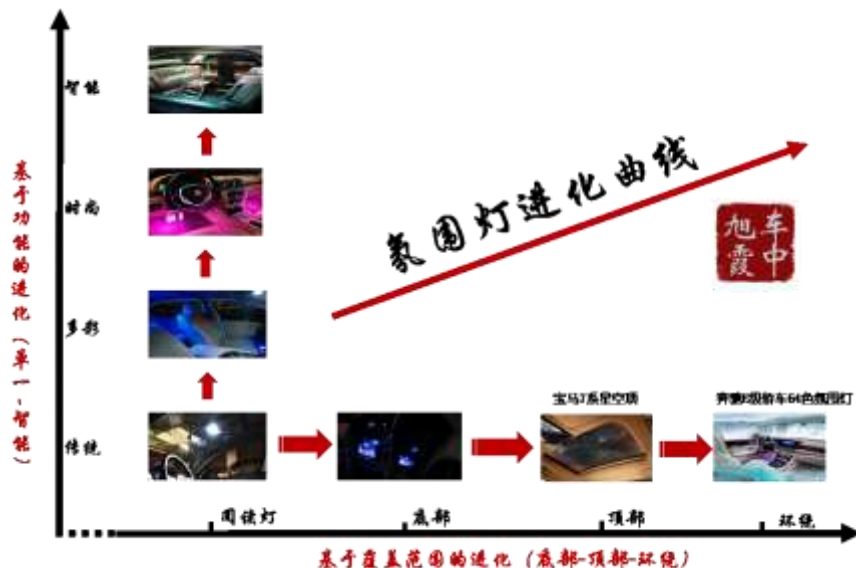 智能
时尚
多彩
传统
基于功能的进化（单一-智能）
氛围灯进化曲线
车中
旭霞
宝马7系星空顶
奔驰E级轿车64色氛围灯
阅读灯
底部
顶部
环绕
基于覆盖范围的进化（底部-顶部-环绕）